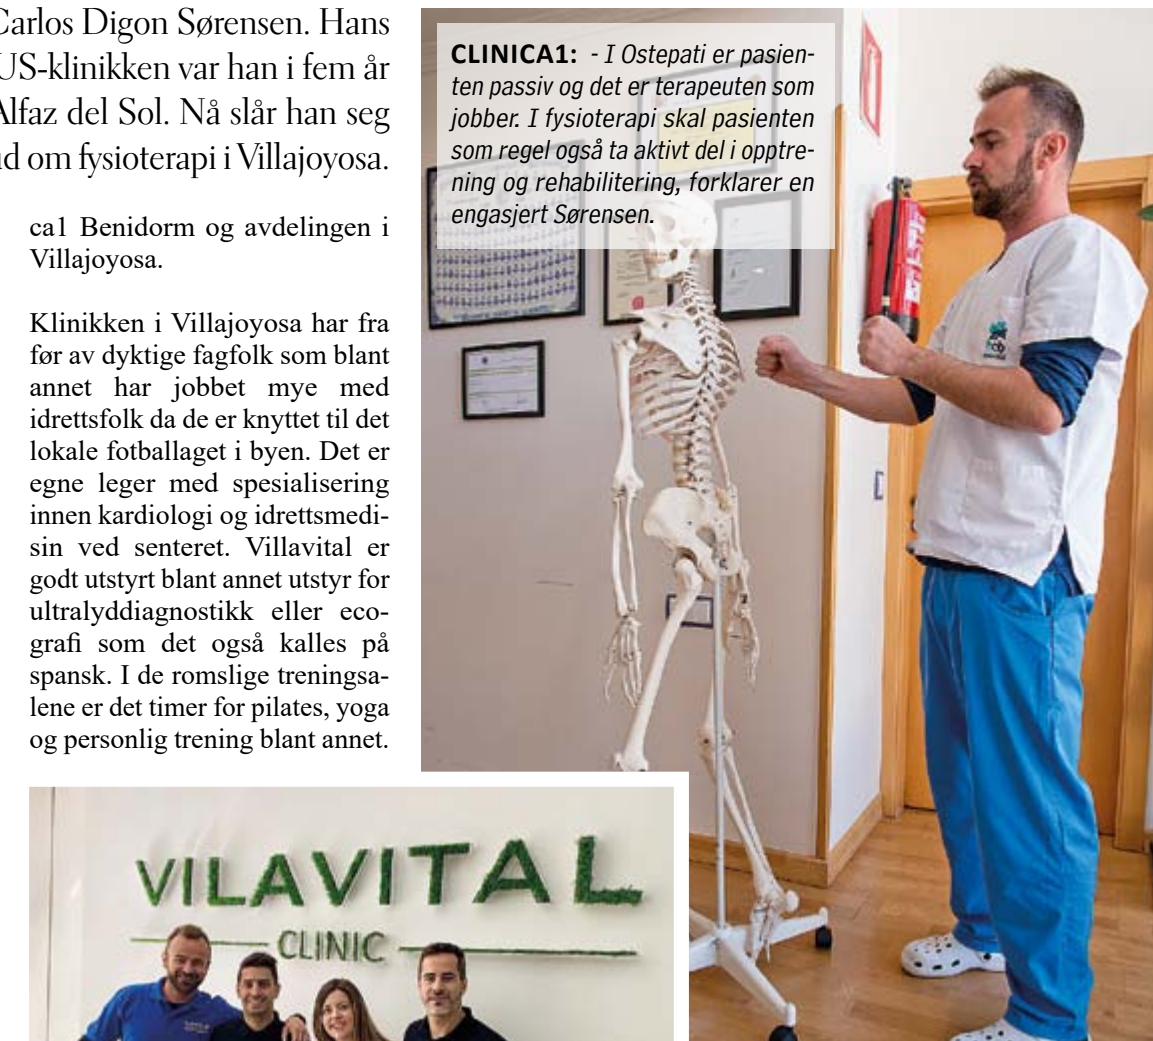 Carlos Digon Sørensen. Hans
US-klinikken var han i fem år
Alfaz del Sol. Nå slår han seg
om fysioterapi i Villajoyosa.
ca1 Benidorm og avdelingen i
Villajoyosa.
Klinikken i Villajoyosa har fra
før av dyktige fagfolk som blant
annet har jobbet mye med
idrettsfolk da de er knyttet til det
lokale fotballaget i byen. Det er
egne leger med spesialisering
innen kardiologi og idrettsmedi-
sin ved senteret. Villavital er
godt utstyrt blant annet utstyr for
ultralyddiagnostikk eller eco-
grafi som det også kalles på
spansk. I de romslige treningsa-
lene er det timer for pilates, yoga
og personlig trening blant annet.
CLINICA1: - I Ostepati er pasien-
ten passiv og det er terapeuten som
jobber. I fysioterapi skal pasienten
som regel også ta aktivt del i opptre-
ning og rehabilitering, forklarer en
engasjert Sørensen.
VILAVITAL
CLINIC